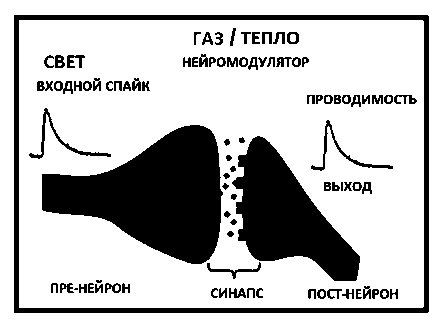 ГАЗ / ТЕПЛО
НЕЙРОМОДУЛЯТОР
СВЕТ
ВХОДНОЙ СПАЙК
ПРОВОДИМОСТЬ
ВЫХОД
ПРЕ-НЕЙРОН
СИНАПС
ПОСТ-НЕЙРОН